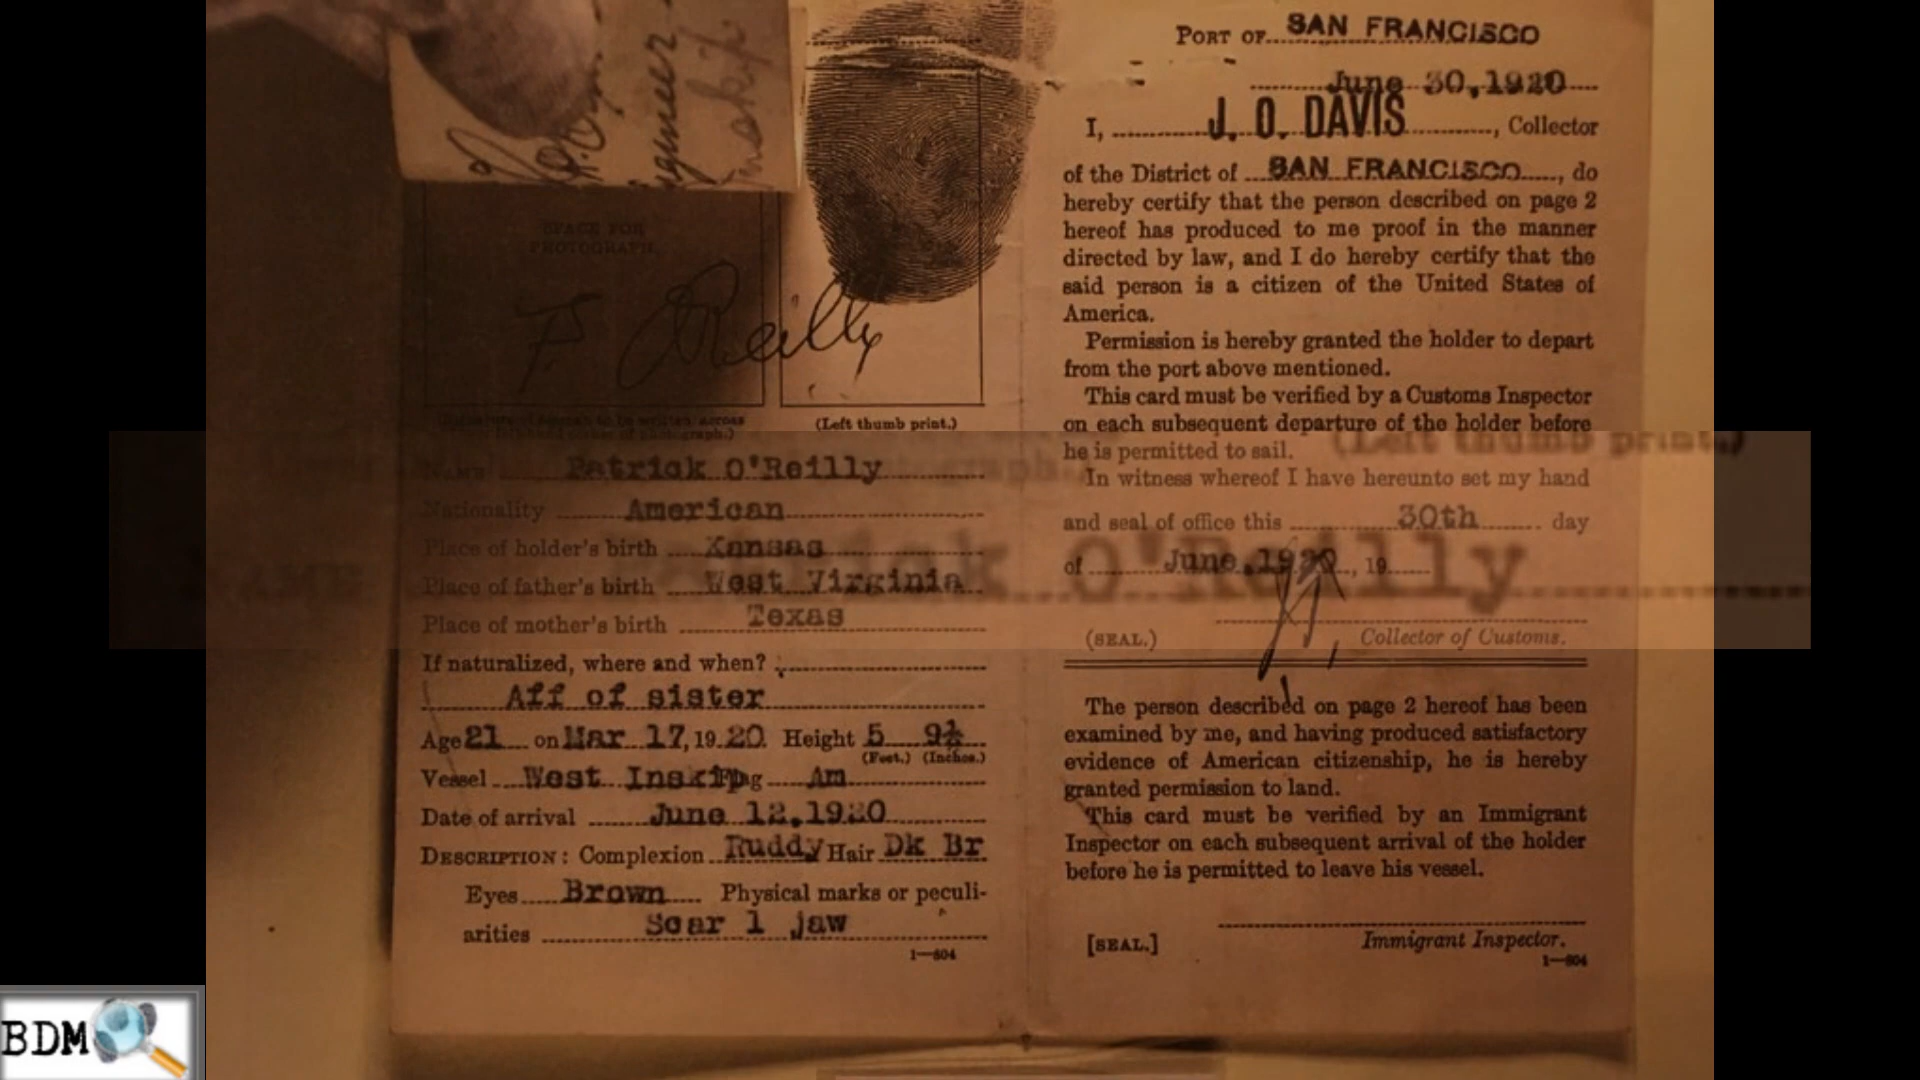 SPACE FOR
PHOTOGRAPH.
P. O'Reilly
(Left thumb print.)
Name Patrick O'Reilly
Nationality American
Place of holder's birth Kansas
Place of father's birth West Virginia
Place of mother's birth Texas
If naturalized, where and when?
Aff of sister
Age 21 on Mar 17, 1920. Height 5 9½
(Feet.) (Inches.)
Vessel West Inskip Flag Am
Date of arrival June 12, 1920
DESCRIPTION: Complexion Ruddy Hair Dk Br
Eyes Brown Physical marks or peculi-
arities Scar l jaw
1—804
PORT OF SAN FRANCISCO
June 30, 1920
I, J. O. DAVIS, Collector
of the District of SAN FRANCISCO, do
hereby certify that the person described on page 2
hereof has produced to me proof in the manner
directed by law, and I do hereby certify that the
said person is a citizen of the United States of
America.
Permission is hereby granted the holder to depart
from the port above mentioned.
This card must be verified by a Customs Inspector
on each subsequent departure of the holder before
he is permitted to sail.
In witness whereof I have hereunto set my hand
and seal of office this 30th day
of June, 1920, 19
(SEAL.) Collector of Customs.
The person described on page 2 hereof has been
examined by me, and having produced satisfactory
evidence of American citizenship, he is hereby
granted permission to land.
This card must be verified by an Immigrant
Inspector on each subsequent arrival of the holder
before he is permitted to leave his vessel.
[SEAL.] Immigrant Inspector.
1—804
(Left thumb print.)
NAME Patrick O'Reilly
BDM